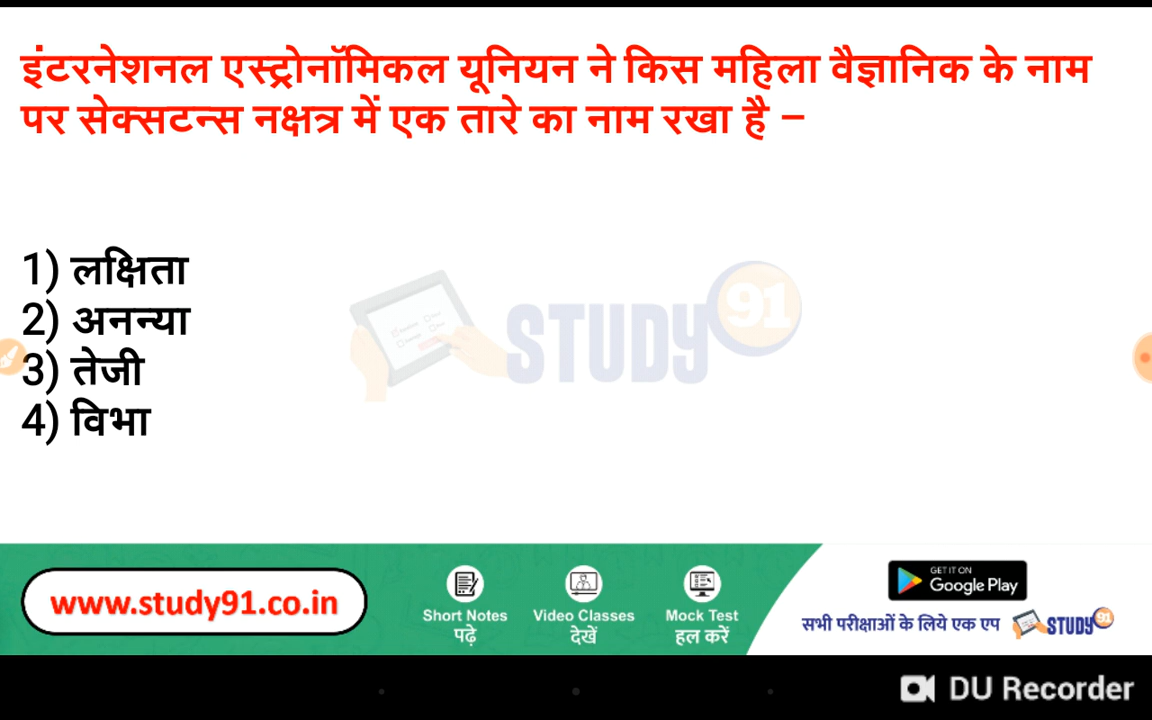 इंटरनेशनल एस्ट्रोनॉमिकल यूनियन ने किस महिला वैज्ञानिक के नाम
पर सेक्सटन्स नक्षत्र में एक तारे का नाम रखा है –
1) लक्षिता
2) अनन्या
3) तेजी
4) विभा
STUDY 91
www.study91.co.in
Short Notes
पढ़े
Video Classes
देखें
Mock Test
हल करें
GET IT ON
Google Play
सभी परीक्षाओं के लिये एक एप
STUDY 91
DU Recorder